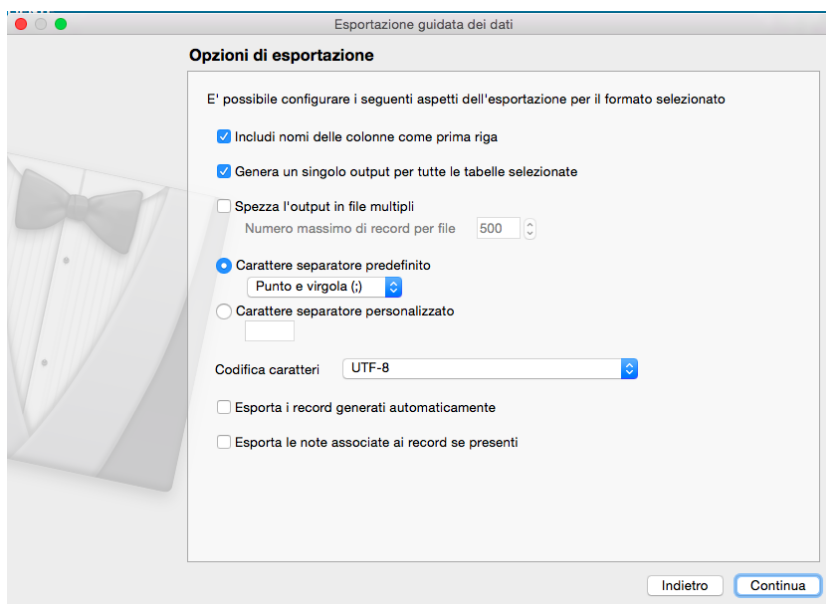 Esportazione guidata dei dati
Opzioni di esportazione
E' possibile configurare i seguenti aspetti dell'esportazione per il formato selezionato
Includi nomi delle colonne come prima riga
Genera un singolo output per tutte le tabelle selezionate
Spezza l'output in file multipli
Numero massimo di record per file 500
Carattere separatore predefinito
Punto e virgola (;)
Carattere separatore personalizzato
Codifica caratteri UTF-8
Esporta i record generati automaticamente
Esporta le note associate ai record se presenti
Indietro Continua